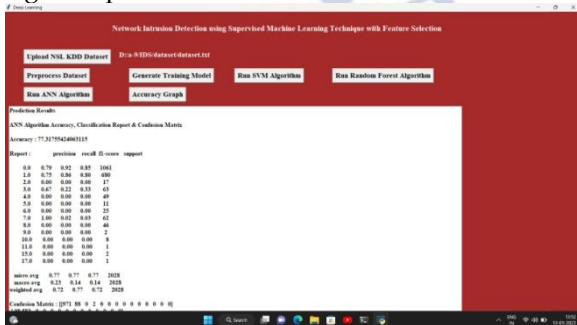 Deep Learning
Network Intrusion Detection using Supervised Machine Learning Technique with Feature Selection
Upload NSL KDD Dataset D:/a-9/IDS/dataset/dataset.txt
Preprocess Dataset Generate Training Model Run SVM Algorithm Run Random Forest Algorithm
Run ANN Algorithm Accuracy Graph
Prediction Results
ANN Algorithm Accuracy, Classification Report & Confusion Matrix
Accuracy : 77.31755424063115
Report : precision recall f1-score support
0.0 0.79 0.92 0.85 1061
1.0 0.75 0.86 0.80 680
2.0 0.00 0.00 0.00 17
3.0 0.67 0.22 0.33 63
4.0 0.00 0.00 0.00 49
5.0 0.00 0.00 0.00 11
6.0 0.00 0.00 0.00 25
7.0 1.00 0.02 0.03 62
8.0 0.00 0.00 0.00 46
9.0 0.00 0.00 0.00 2
10.0 0.00 0.00 0.00 8
11.0 0.00 0.00 0.00 1
15.0 0.00 0.00 0.00 2
17.0 0.00 0.00 0.00 1
micro avg 0.77 0.77 0.77 2028
macro avg 0.23 0.14 0.14 2028
weighted avg 0.72 0.77 0.72 2028
Confusion Matrix : [[971 88 0 2 0 0 0 0 0 0 0 0 0 0]
Search
ENG 10:52
IN